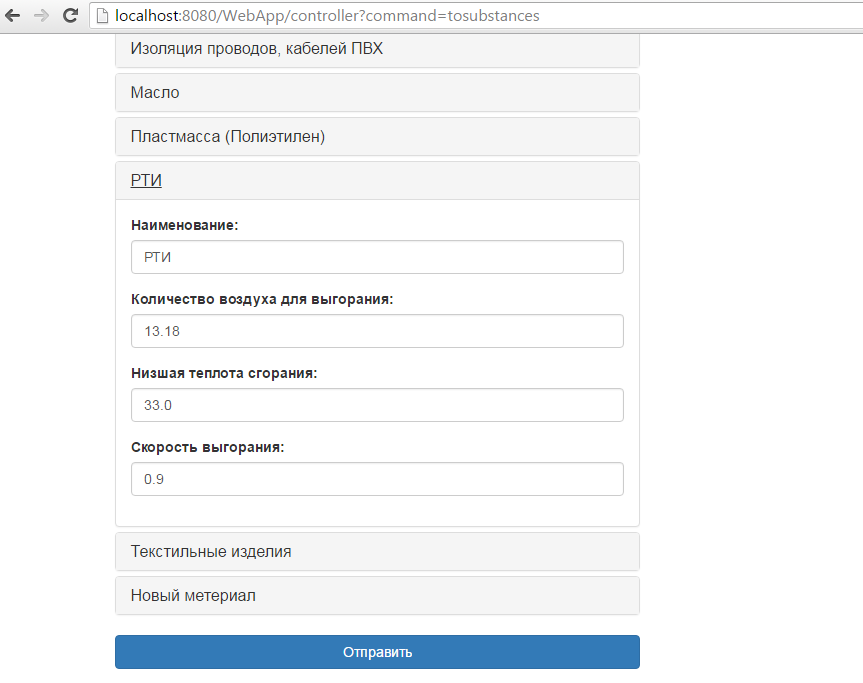 localhost:8080/WebApp/controller?command=tosubstances
Изоляция проводов, кабелей ПВХ
Масло
Пластмасса (Полиэтилен)
РТИ
Наименование:
РТИ
Количество воздуха для выгорания:
13.18
Низшая теплота сгорания:
33.0
Скорость выгорания:
0.9
Текстильные изделия
Новый метериал
Отправить